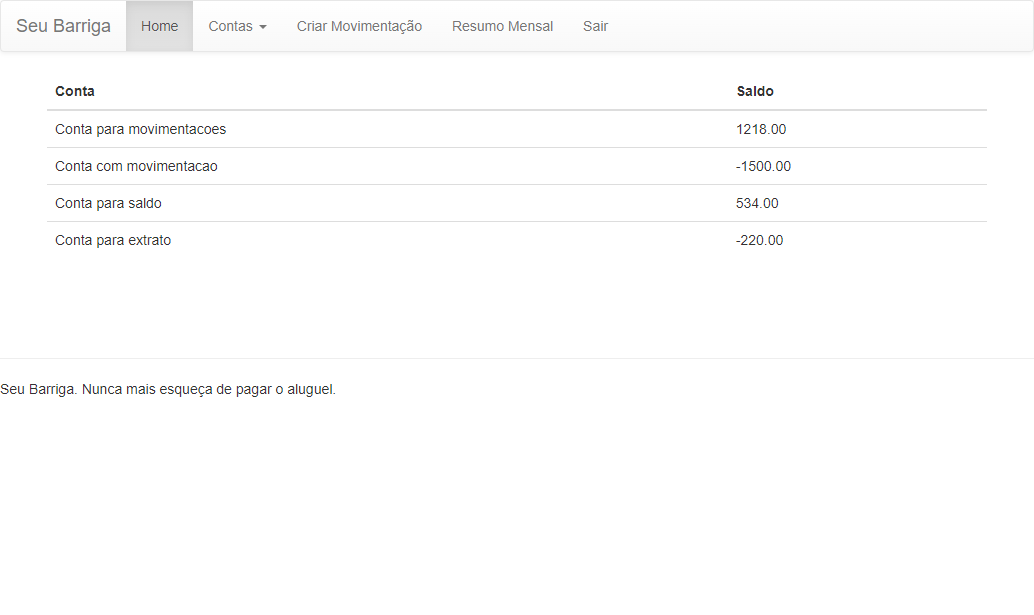 Seu Barriga Home Contas Criar Movimentação Resumo Mensal Sair
Conta Saldo
Conta para movimentacoes 1218.00
Conta com movimentacao -1500.00
Conta para saldo 534.00
Conta para extrato -220.00
Seu Barriga. Nunca mais esqueça de pagar o aluguel.